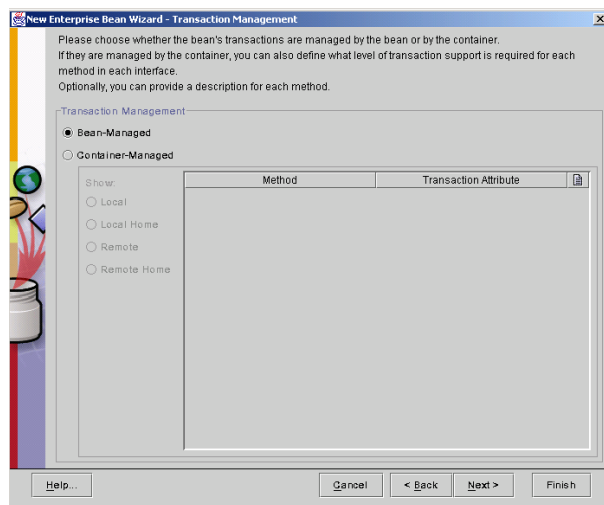 New Enterprise Bean Wizard - Transaction Management
Please choose whether the bean's transactions are managed by the bean or by the container.
If they are managed by the container, you can also define what level of transaction support is required for each
method in each interface.
Optionally, you can provide a description for each method.
Transaction Management
Bean-Managed
Container-Managed
Show:
Method
Transaction Attribute
Local
Local Home
Remote
Remote Home
Help...
Cancel
< Back
Next >
Finish